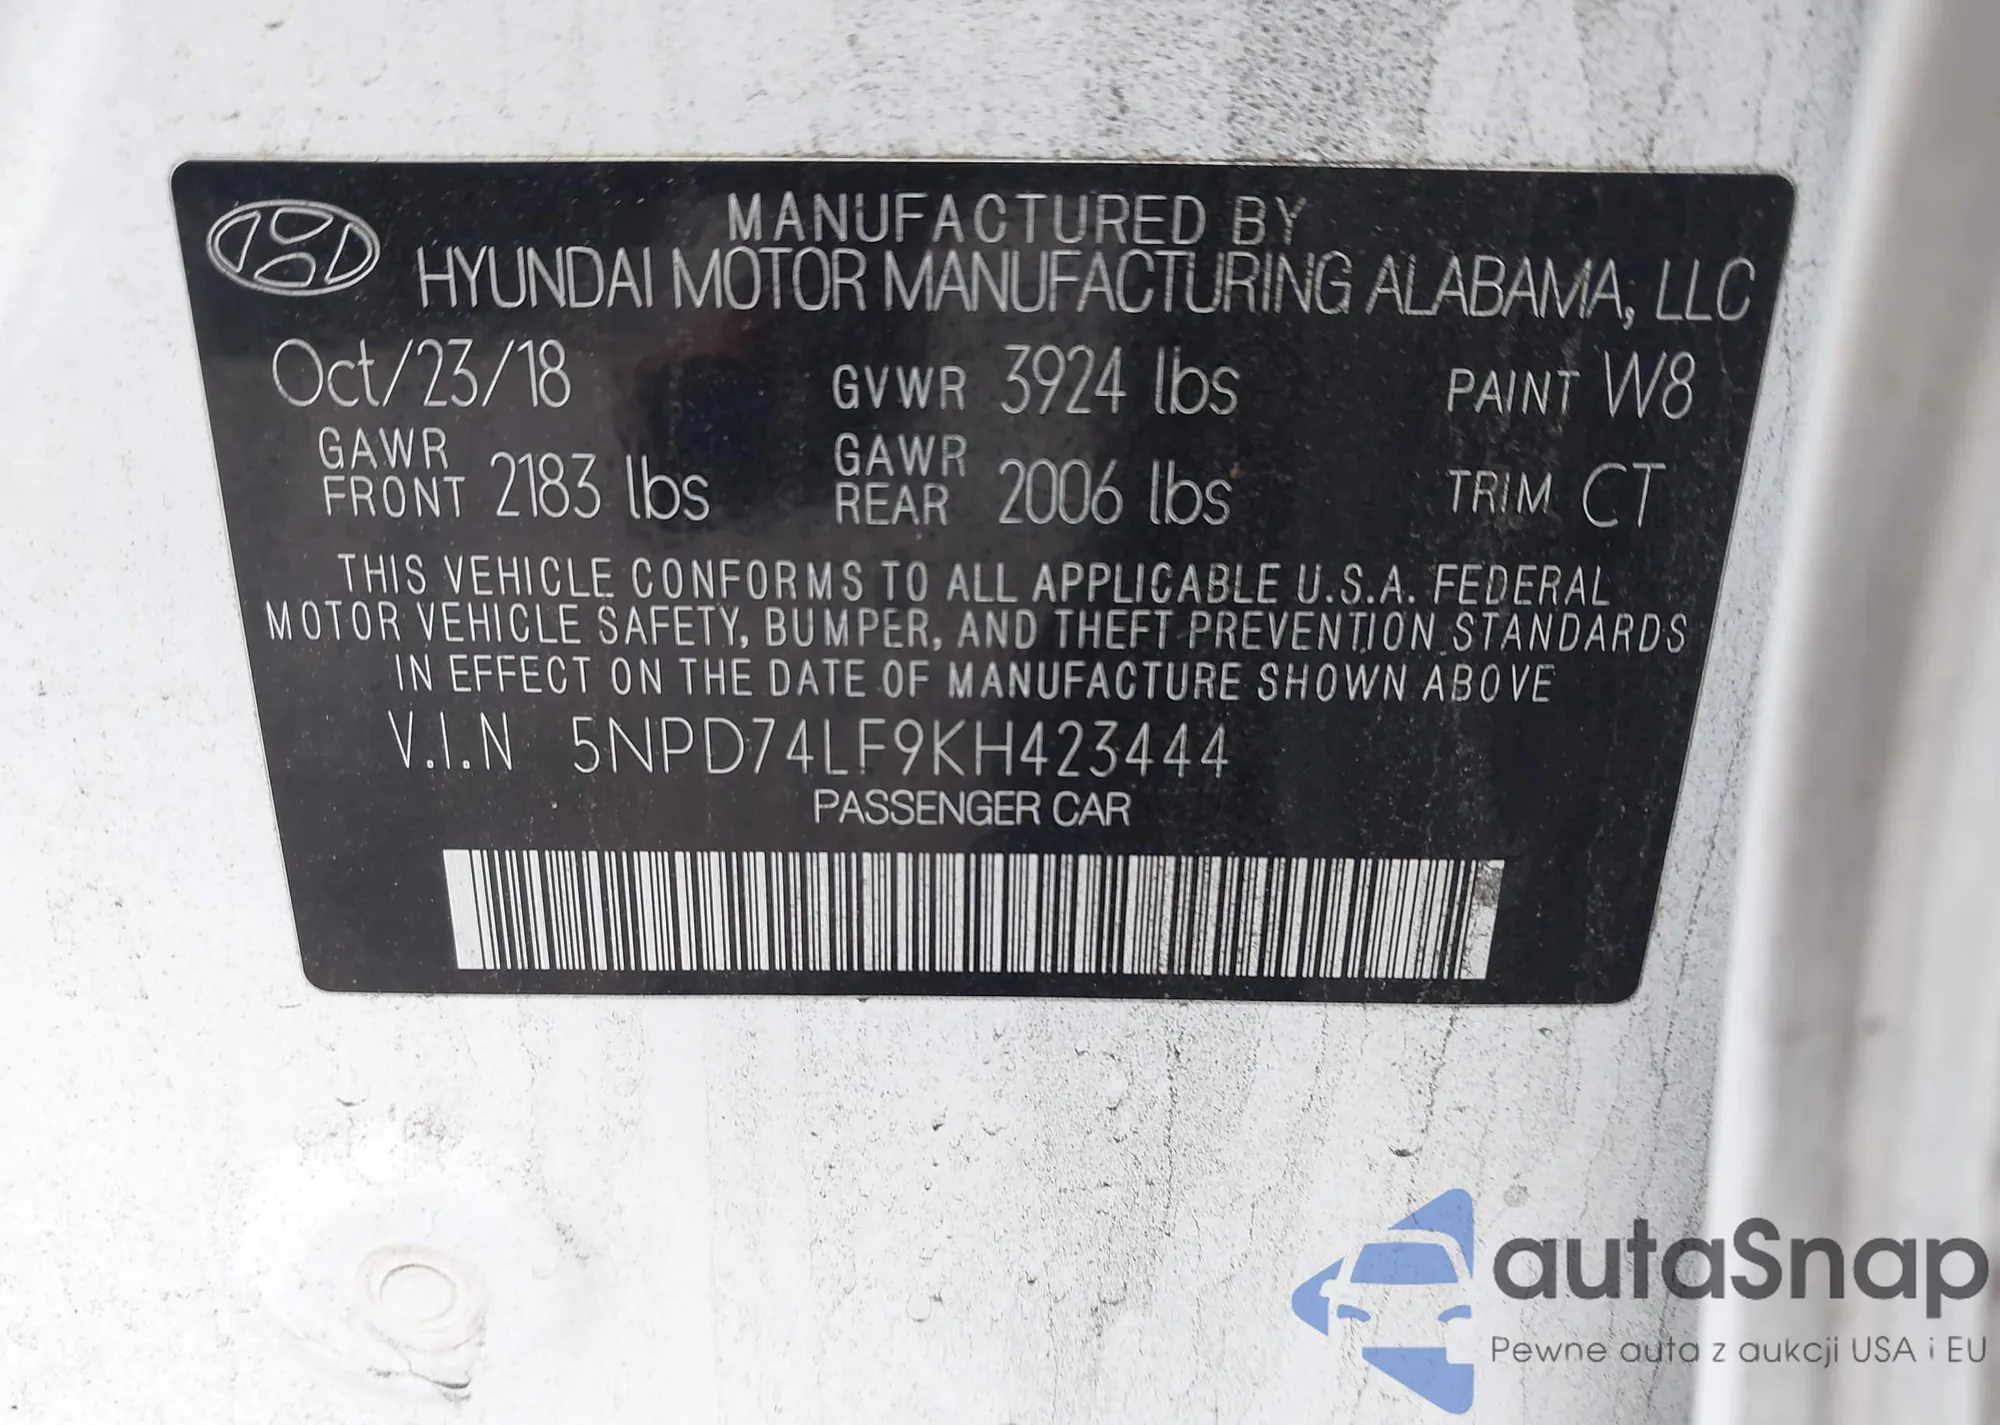 MANUFACTURED BY
HYUNDAI MOTOR MANUFACTURING ALABAMA, LLC
Oct/23/18 GVWR 3924 lbs PAINT W8
GAWR FRONT 2183 lbs GAWR REAR 2006 lbs TRIM CT
THIS VEHICLE CONFORMS TO ALL APPLICABLE U.S.A. FEDERAL
MOTOR VEHICLE SAFETY, BUMPER, AND THEFT PREVENTION STANDARDS
IN EFFECT ON THE DATE OF MANUFACTURE SHOWN ABOVE
V.I.N 5NPD74LF9KH423444
PASSENGER CAR
autaSnap
Pewne auta z aukcji USA i EU